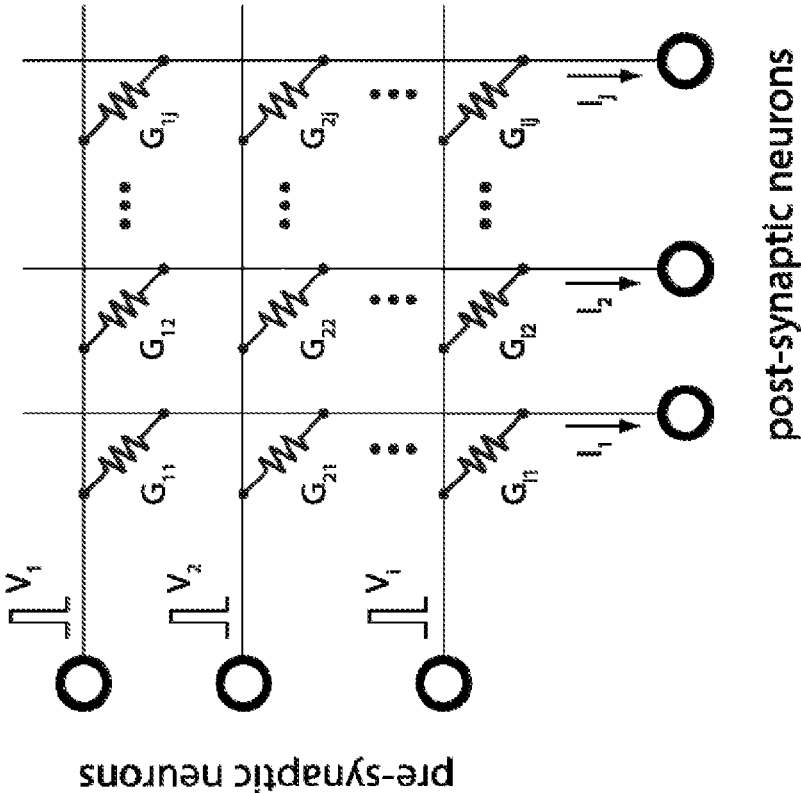 V1
V2
Vi
G11
G12
G1j
G21
G22
G2j
Gi1
Gi2
Gij
I1
I2
Ij
pre-synaptic neurons
post-synaptic neurons